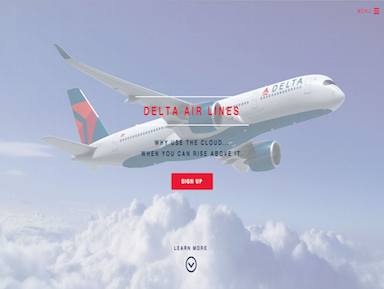 MENU
DELTA
DELTA AIR LINES
WHY USE THE CLOUD...
WHEN YOU CAN RISE ABOVE IT.
SIGN UP
LEARN MORE